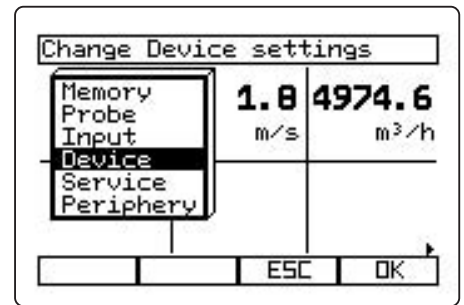 Change Device settings
Memory
Probe
Input
Device
Service
Periphery
1.8 4974.6
m/s m³/h
ESC OK